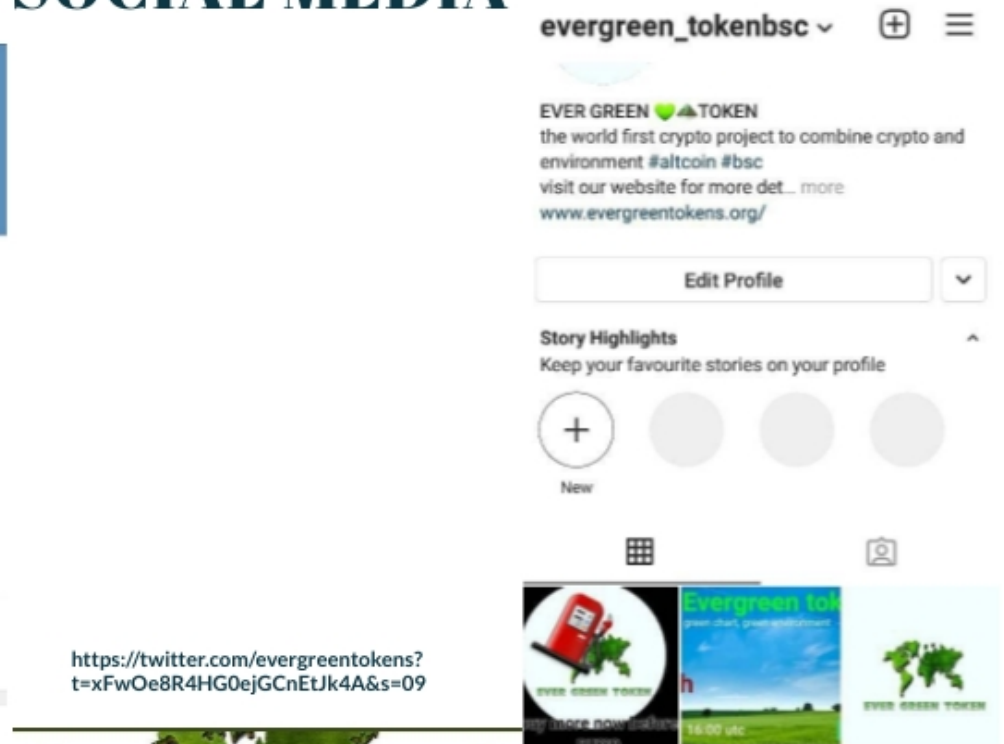 SOCIAL MEDIA
https://twitter.com/evergreentokens?
t=xFwOe8R4HG0ejGCnEtJk4A&s=09
evergreen_tokenbsc
EVER GREEN 💚⛰️TOKEN
the world first crypto project to combine crypto and
environment #altcoin #bsc
visit our website for more det... more
www.evergreentokens.org/
Edit Profile
Story Highlights
Keep your favourite stories on your profile
New
EVER GREEN TOKEN
more now before
Evergreen tok
green chart, green environment
h
16:00 utc
EVER GREEN TOKEN